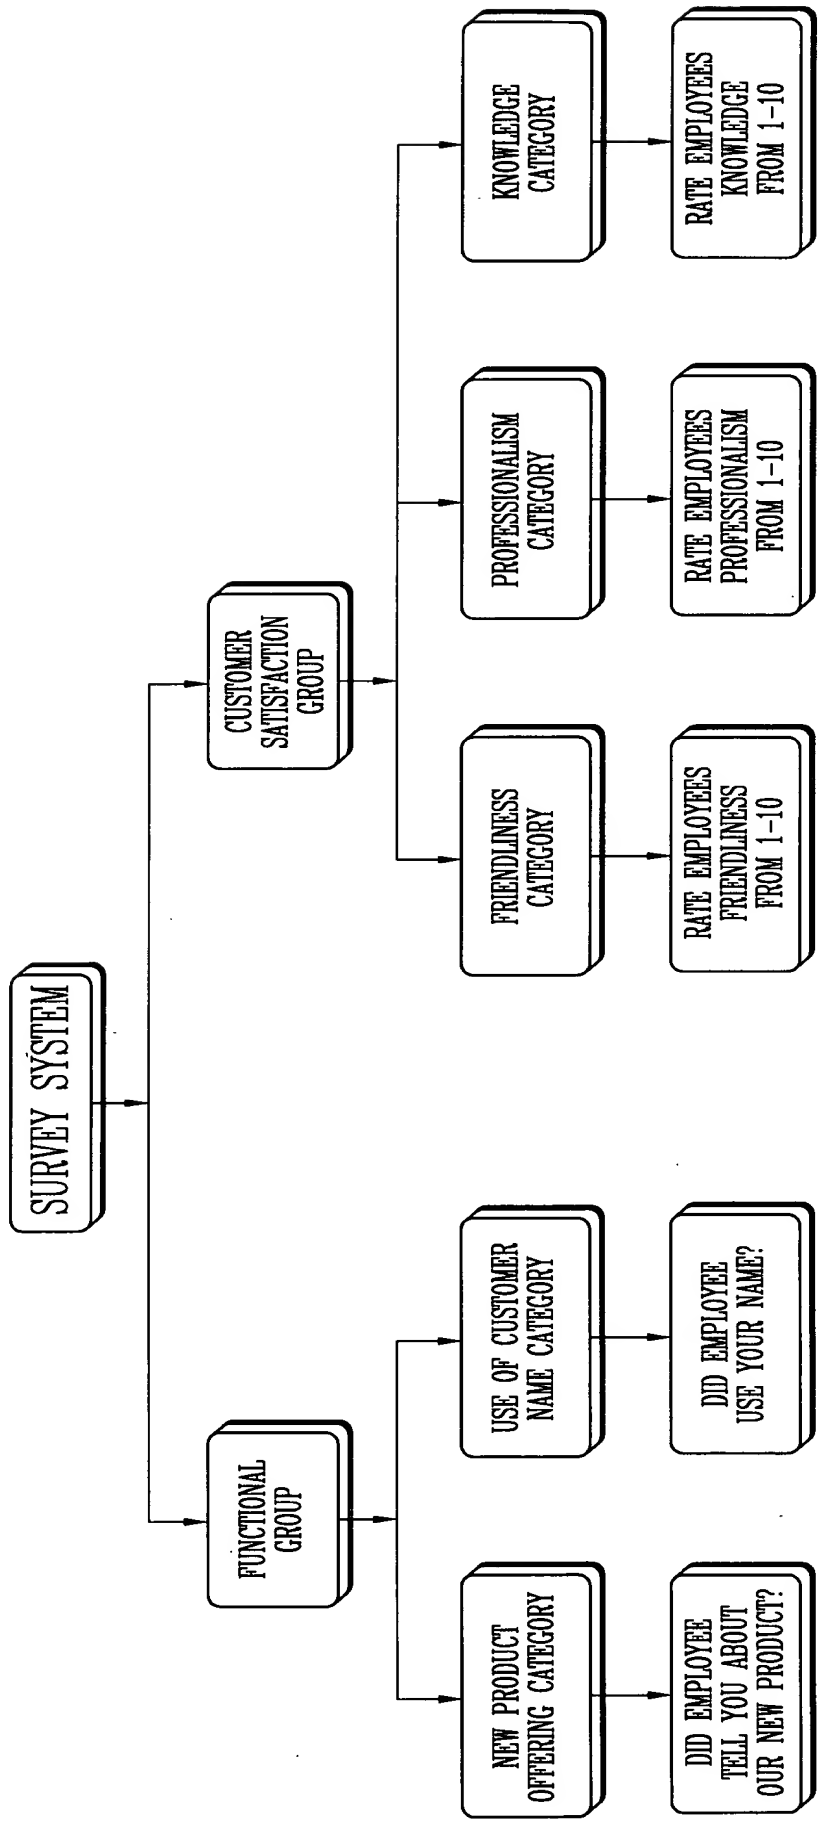 SURVEY SYSTEM
FUNCTIONAL
GROUP
CUSTOMER
SATISFACTION
GROUP
NEW PRODUCT
OFFERING CATEGORY
USE OF CUSTOMER
NAME CATEGORY
FRIENDLINESS
CATEGORY
PROFESSIONALISM
CATEGORY
KNOWLEDGE
CATEGORY
DID EMPLOYEE
TELL YOU ABOUT
OUR NEW PRODUCT?
DID EMPLOYEE
USE YOUR NAME?
RATE EMPLOYEES
FRIENDLINESS
FROM 1-10
RATE EMPLOYEES
PROFESSIONALISM
FROM 1-10
RATE EMPLOYEES
KNOWLEDGE
FROM 1-10